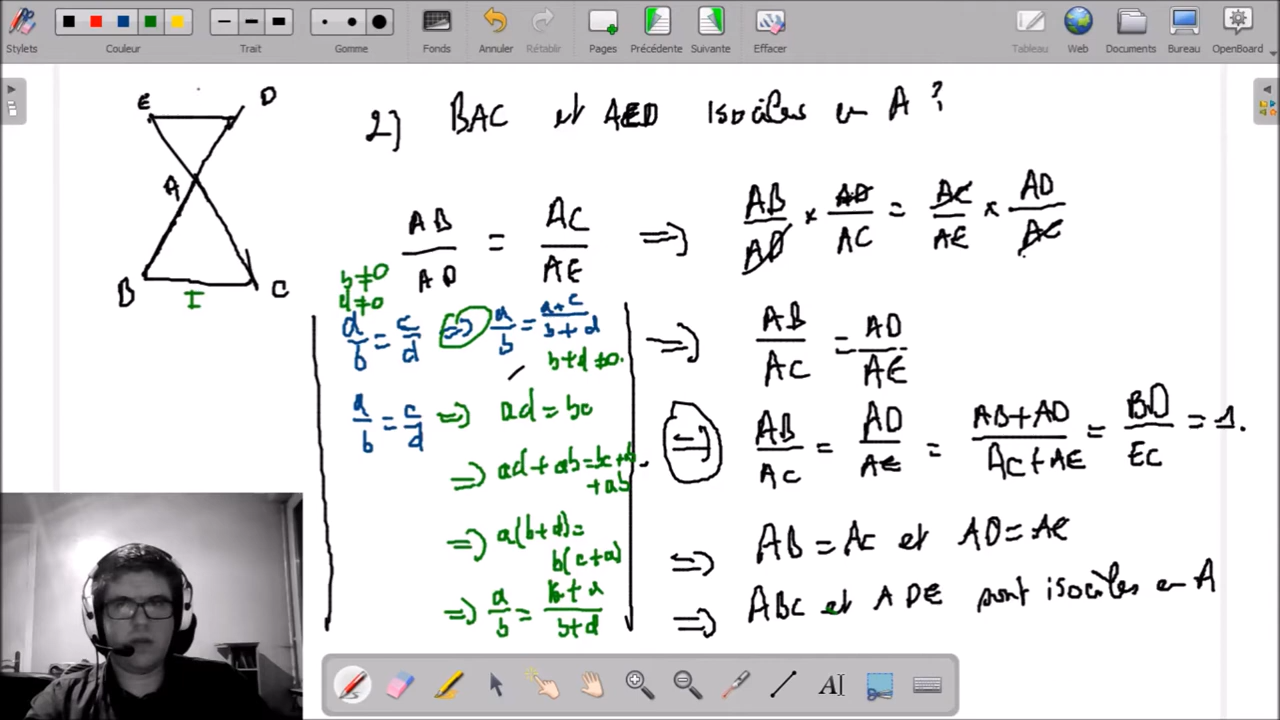 Stylets Couleur Trait Gomme Fonds Annuler Rétablir Pages Précédente Suivante Effacer Tableau Web Documents Bureau OpenBoard
E D
A
B I C
2) BAC et AED isocèles en A ?
AB/AD = AC/AE => AB/AD × AD/AC = AC/AE × AD/AC
b≠0
d≠0
a/b = c/d => a/b = a+c/b+d
b+d≠0.
=> AB/AC = AD/AE
a/b = c/d => ad = bc
=> AB/AC = AD/AE = AB+AD/AC+AE = BD/EC = 1.
=> ad + ab = bc +
+ab
=> a(b+d) =
b(c+a)
=> AB = AC et AD = AE
=> a/b = /b+d
=> ABC et ADE sont isocèles en A
AI